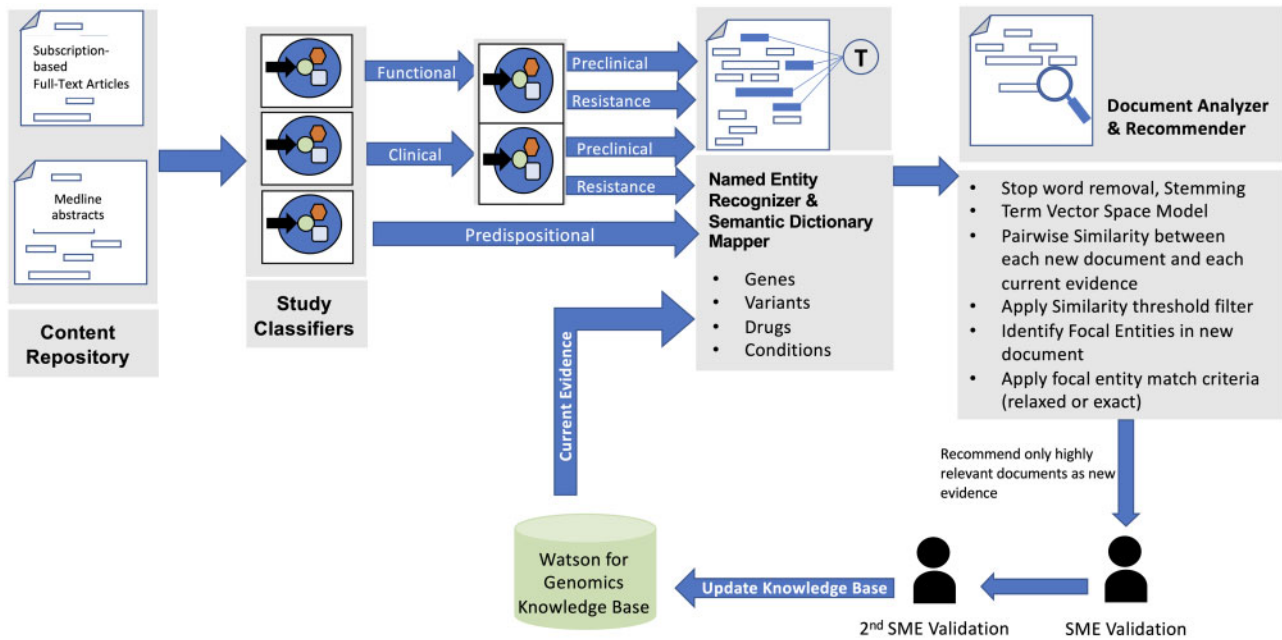 Subscription-
based
Full-Text Articles
Medline
abstracts
Content
Repository
Study
Classifiers
Functional
Clinical
Predispositional
Preclinical
Resistance
Preclinical
Resistance
T
Named Entity
Recognizer &
Semantic Dictionary
Mapper
• Genes
• Variants
• Drugs
• Conditions
Document Analyzer
& Recommender
• Stop word removal, Stemming
• Term Vector Space Model
• Pairwise Similarity between
each new document and each
current evidence
• Apply Similarity threshold filter
• Identify Focal Entities in new
document
• Apply focal entity match criteria
(relaxed or exact)
Recommend only highly
relevant documents as new
evidence
SME Validation
2nd SME Validation
Update Knowledge Base
Watson for
Genomics
Knowledge Base
Current Evidence